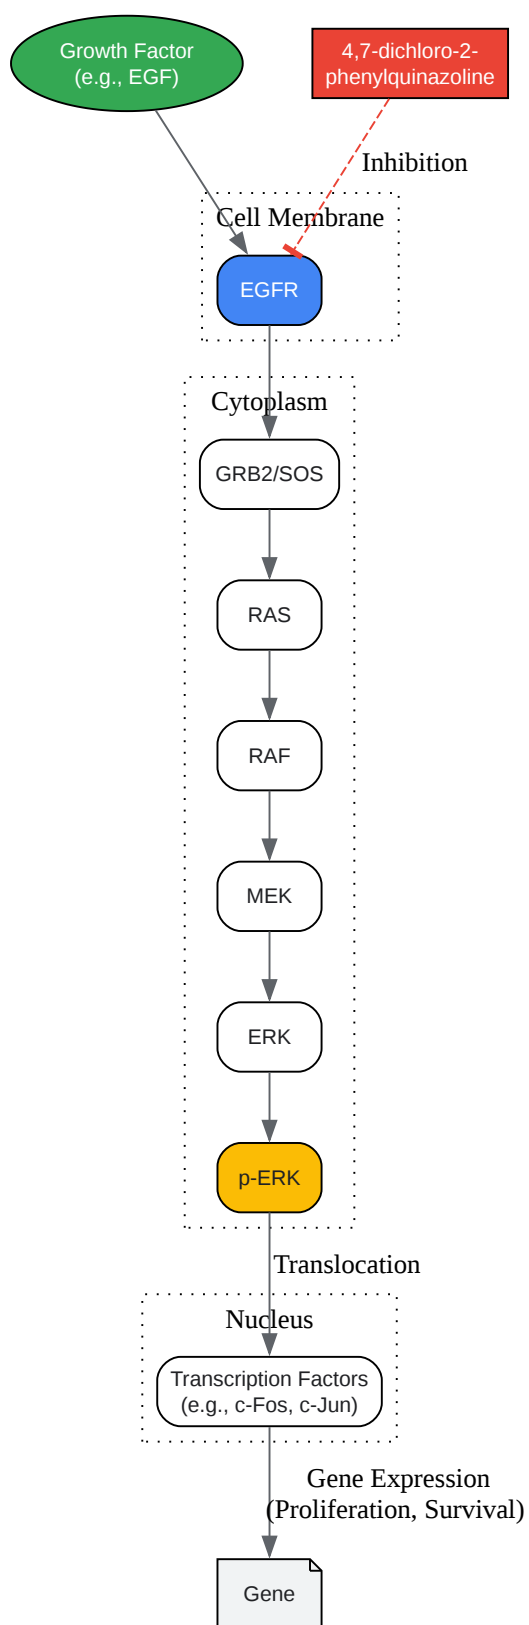 Growth Factor
(e.g., EGF)
4,7-dichloro-2-
phenylquinazoline
Inhibition
Cell Membrane
EGFR
Cytoplasm
GRB2/SOS
RAS
RAF
MEK
ERK
p-ERK
Translocation
Nucleus
Transcription Factors
(e.g., c-Fos, c-Jun)
Gene Expression
(Proliferation, Survival)
Gene